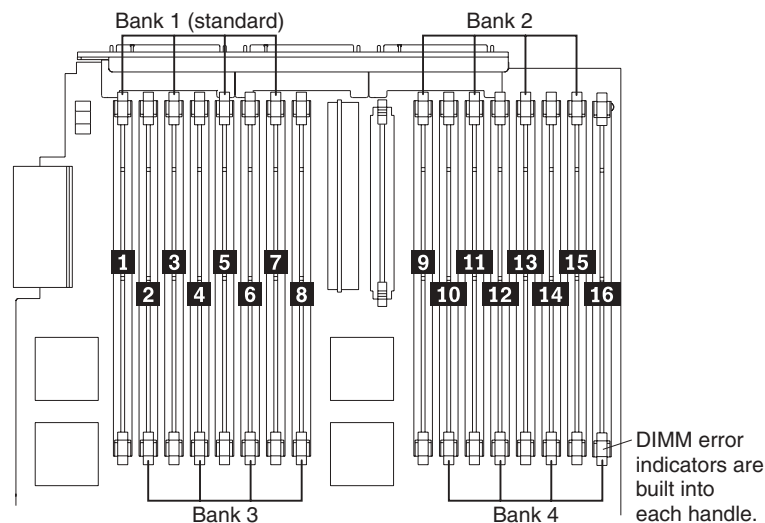 Bank 1 (standard)
Bank 2
1 3 5 7 9 11 13 15
2 4 6 8 10 12 14 16
DIMM error
indicators are
built into
each handle.
Bank 3
Bank 4